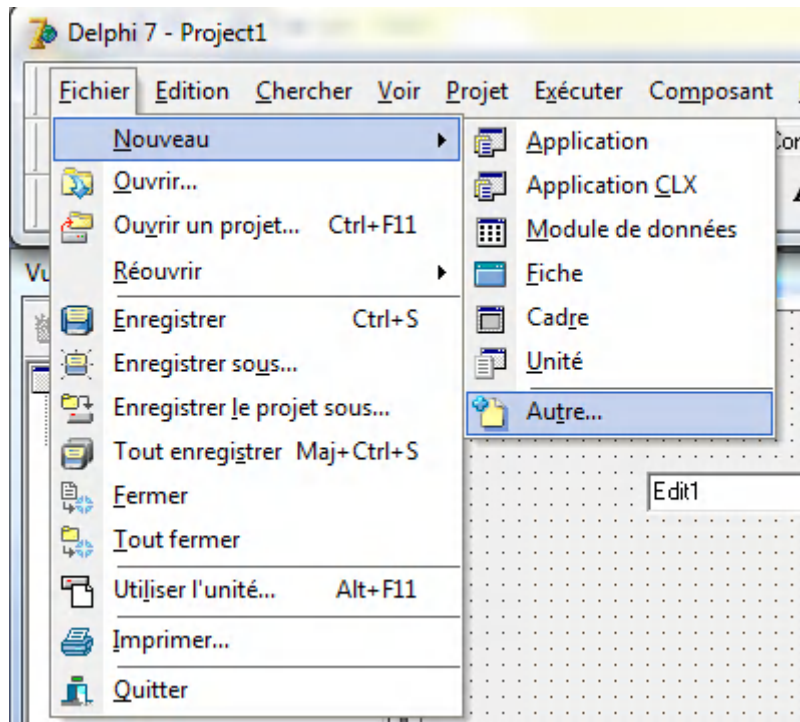 Delphi 7 - Project1
Fichier Edition Chercher Voir Projet Exécuter Composant
Nouveau
Ouvrir...
Ouvrir un projet... Ctrl+F11
Réouvrir
Enregistrer Ctrl+S
Enregistrer sous...
Enregistrer le projet sous...
Tout enregistrer Maj+Ctrl+S
Fermer
Tout fermer
Utiliser l'unité... Alt+F11
Imprimer...
Quitter
Application
Application CLX
Module de données
Fiche
Cadre
Unité
Autre...
Edit1